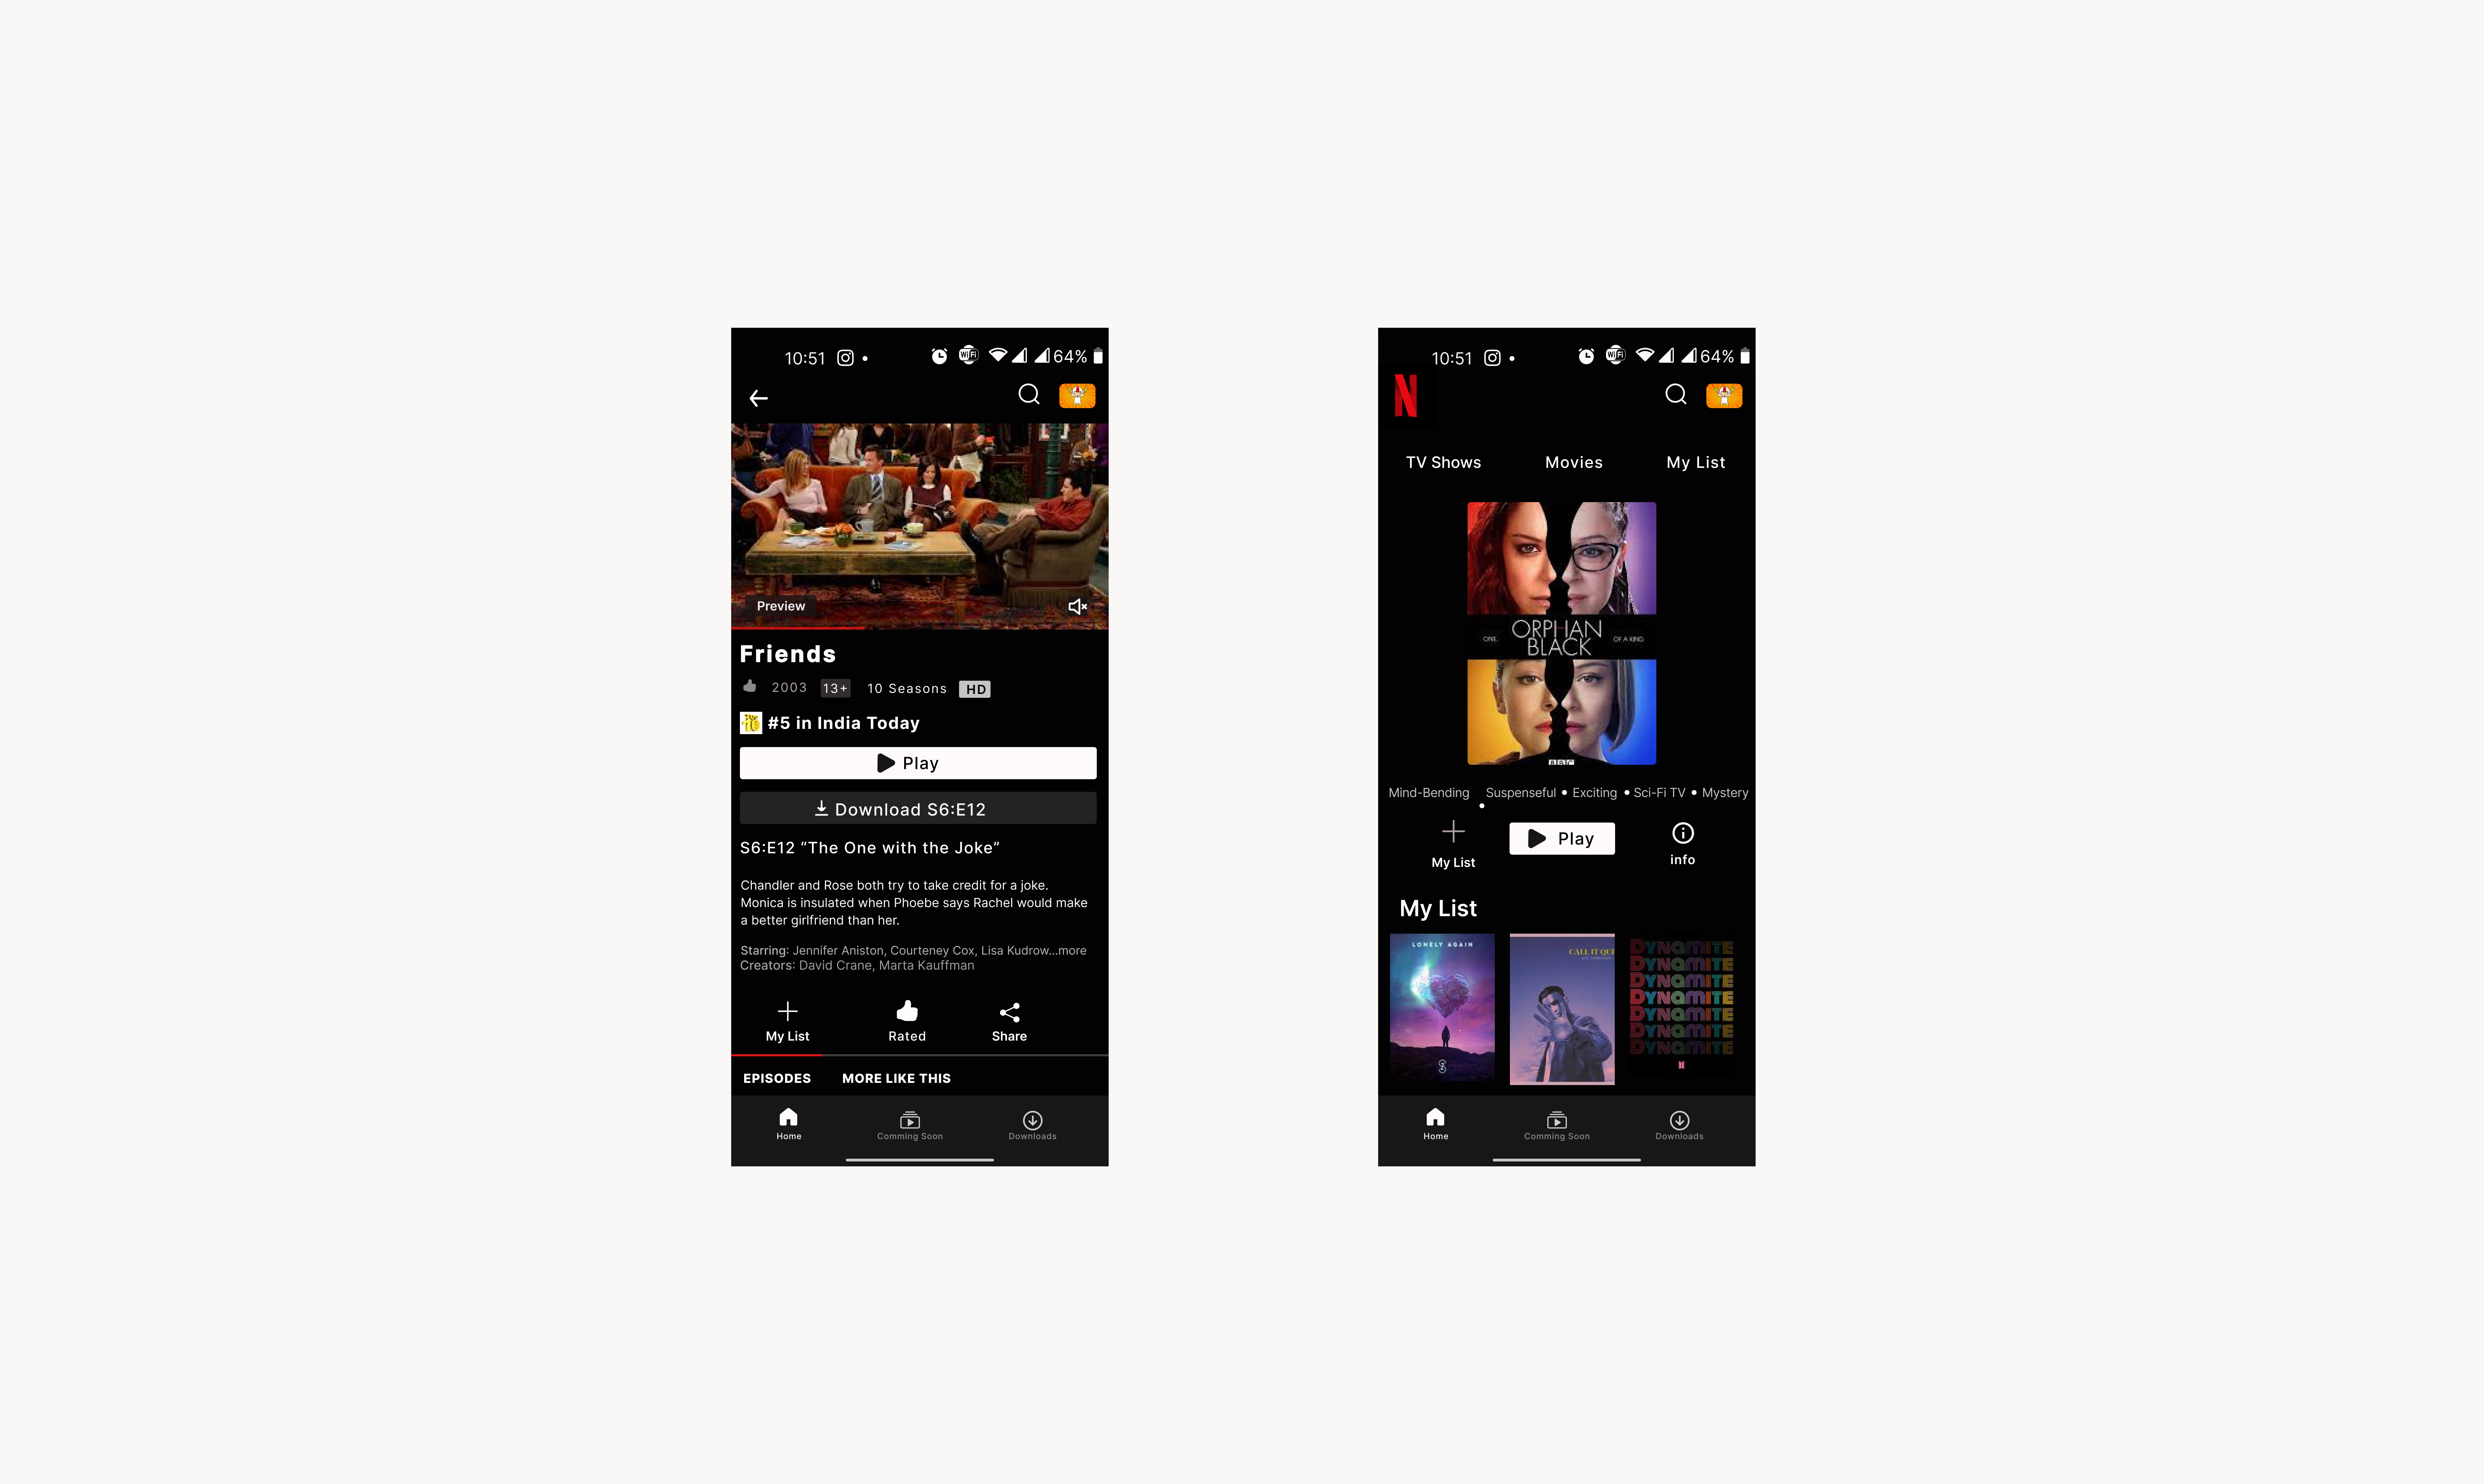 10:51
WiFi
64%
Preview
Friends
2003 13+ 10 Seasons HD
#5 in India Today
Play
Download S6:E12
S6:E12 “The One with the Joke”
Chandler and Rose both try to take credit for a joke.
Monica is insulated when Phoebe says Rachel would make
a better girlfriend than her.
Starring: Jennifer Aniston, Courteney Cox, Lisa Kudrow...more
Creators: David Crane, Marta Kauffman
My List Rated Share
EPISODES MORE LIKE THIS
Home Comming Soon Downloads
10:51
WiFi
64%
N
TV Shows Movies My List
ONE. ORPHAN BLACK OF A KIND.
BBC
Mind-Bending • Suspenseful • Exciting • Sci-Fi TV • Mystery
My List Play info
My List
LONELY AGAIN
CALL IT QUI
DYNAMITE
DYNAMITE
DYNAMITE
DYNAMITE
DYNAMITE
DYNAMITE
DYNAMITE
Home Comming Soon Downloads